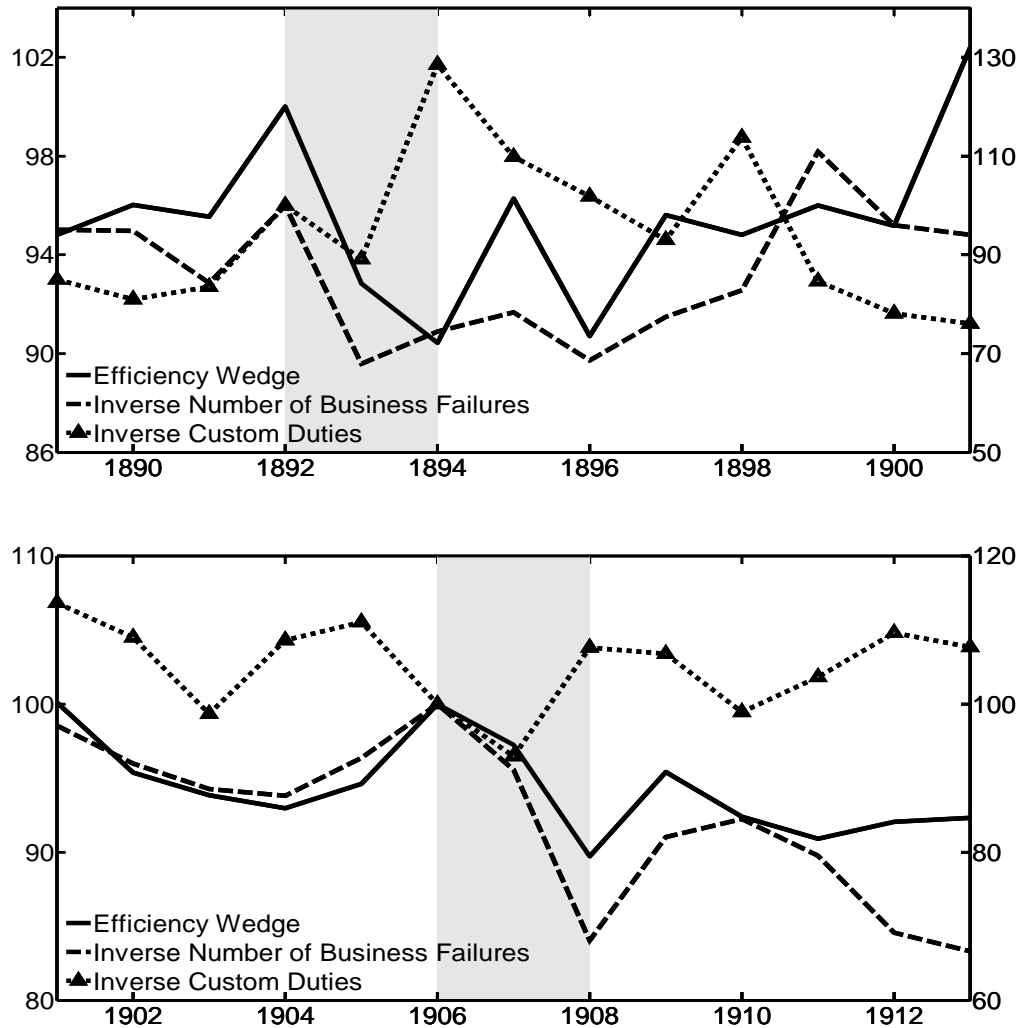 102
98
94
90
86
130
110
90
70
50
Efficiency Wedge
Inverse Number of Business Failures
Inverse Custom Duties
1890 1892 1894 1896 1898 1900
110
100
90
80
120
100
80
60
Efficiency Wedge
Inverse Number of Business Failures
Inverse Custom Duties
1902 1904 1906 1908 1910 1912